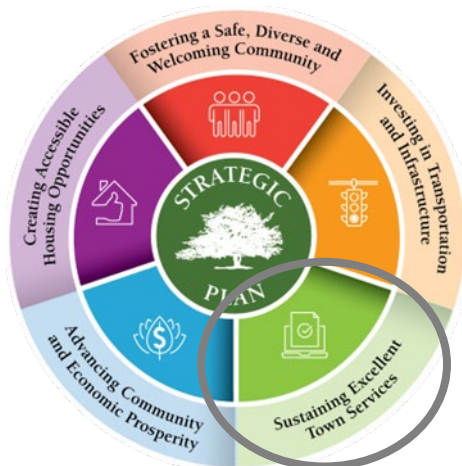 Fostering a Safe, Diverse and
Welcoming Community
Investing in Transportation
and Infrastructure
Sustaining Excellent
Town Services
Advancing Community
and Economic Prosperity
Creating Accessible
Housing Opportunities
STRATEGIC
PLAN
$